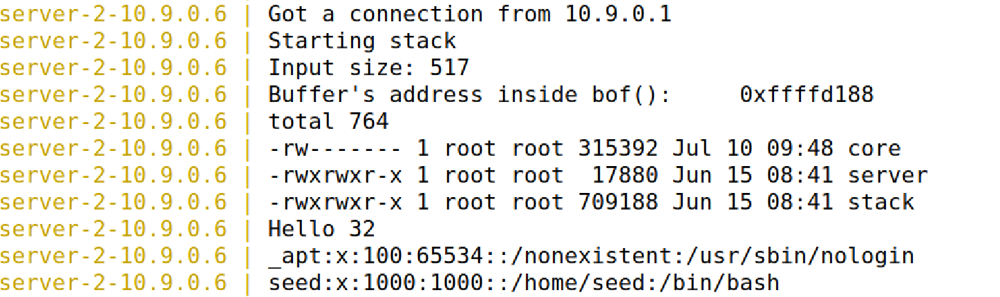 server-2-10.9.0.6 | Got a connection from 10.9.0.1
server-2-10.9.0.6 | Starting stack
server-2-10.9.0.6 | Input size: 517
server-2-10.9.0.6 | Buffer's address inside bof():     0xffffd188
server-2-10.9.0.6 | total 764
server-2-10.9.0.6 | -rw------- 1 root root 315392 Jul 10 09:48 core
server-2-10.9.0.6 | -rwxrwxr-x 1 root root  17880 Jun 15 08:41 server
server-2-10.9.0.6 | -rwxrwxr-x 1 root root 709188 Jun 15 08:41 stack
server-2-10.9.0.6 | Hello 32
server-2-10.9.0.6 | _apt:x:100:65534::/nonexistent:/usr/sbin/nologin
server-2-10.9.0.6 | seed:x:1000:1000::/home/seed:/bin/bash